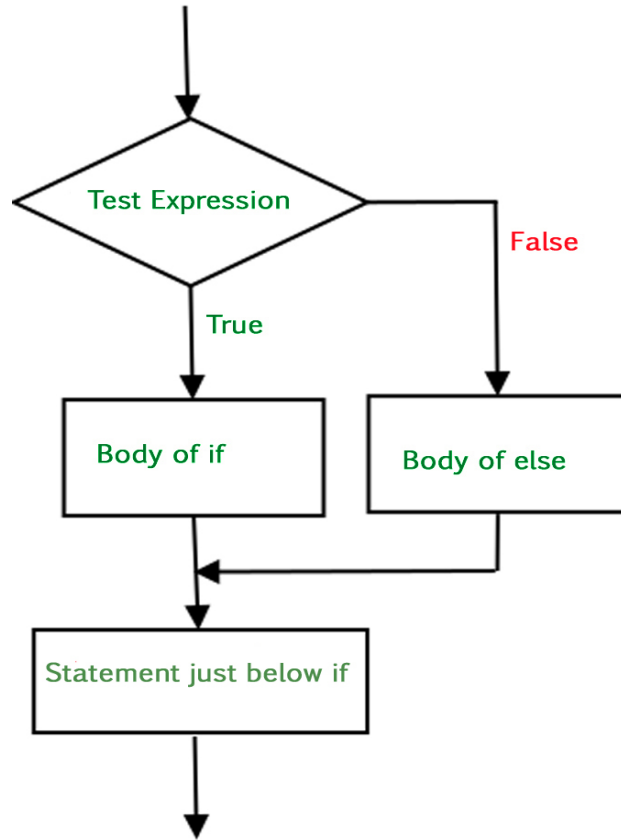 Test Expression
False
True
Body of if
Body of else
Statement just below if